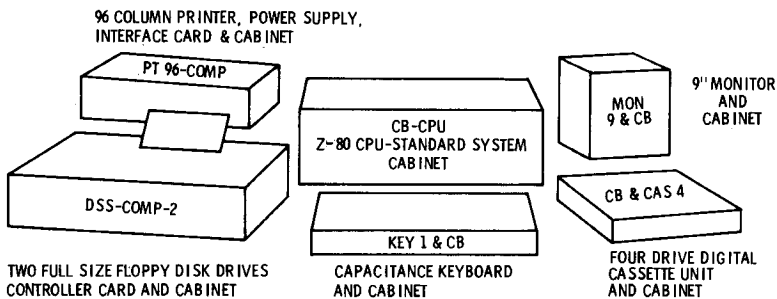 96 COLUMN PRINTER, POWER SUPPLY,
INTERFACE CARD & CABINET
PT 96-COMP
DSS-COMP-2
TWO FULL SIZE FLOPPY DISK DRIVES
CONTROLLER CARD AND CABINET
CB-CPU
Z-80 CPU-STANDARD SYSTEM
CABINET
KEY 1 & CB
CAPACITANCE KEYBOARD
AND CABINET
MON
9 & CB
9" MONITOR
AND
CABINET
CB & CAS 4
FOUR DRIVE DIGITAL
CASSETTE UNIT
AND CABINET